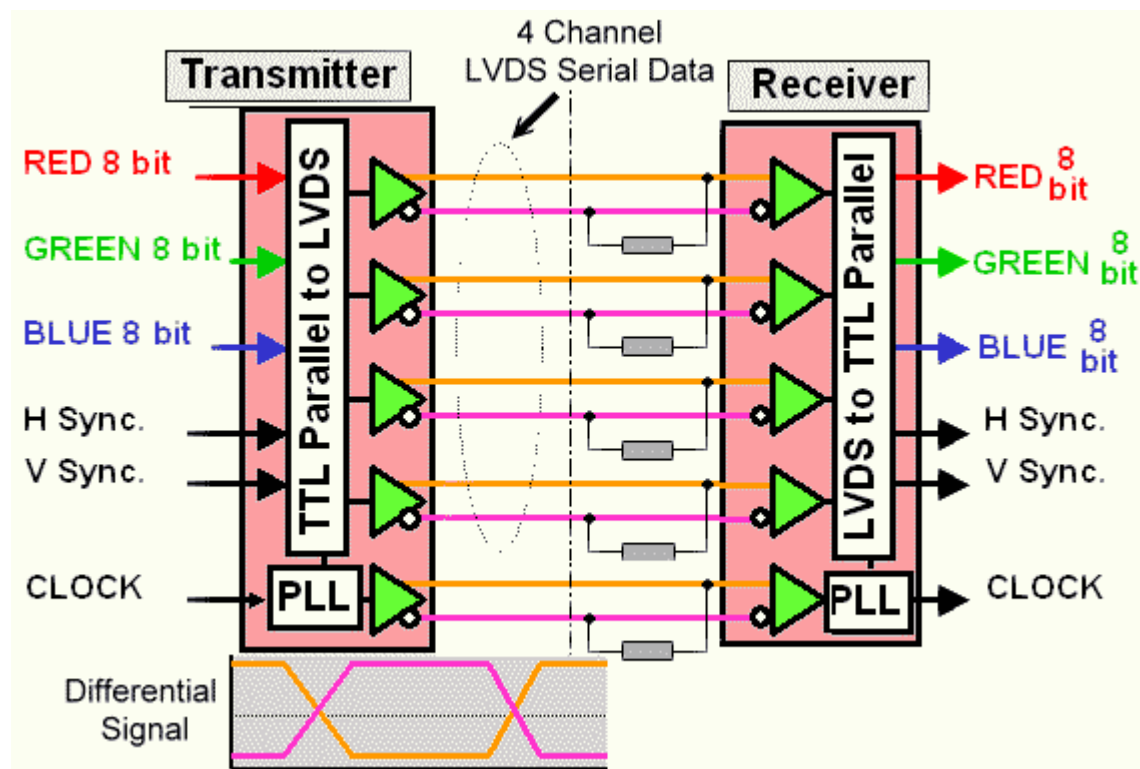 4 Channel
LVDS Serial Data
Transmitter
Receiver
RED 8 bit
GREEN 8 bit
BLUE 8 bit
H Sync.
V Sync.
CLOCK
TTL Parallel to LVDS
PLL
LVDS to TTL Parallel
PLL
RED 8
bit
GREEN 8
bit
BLUE 8
bit
H Sync.
V Sync.
CLOCK
Differential
Signal